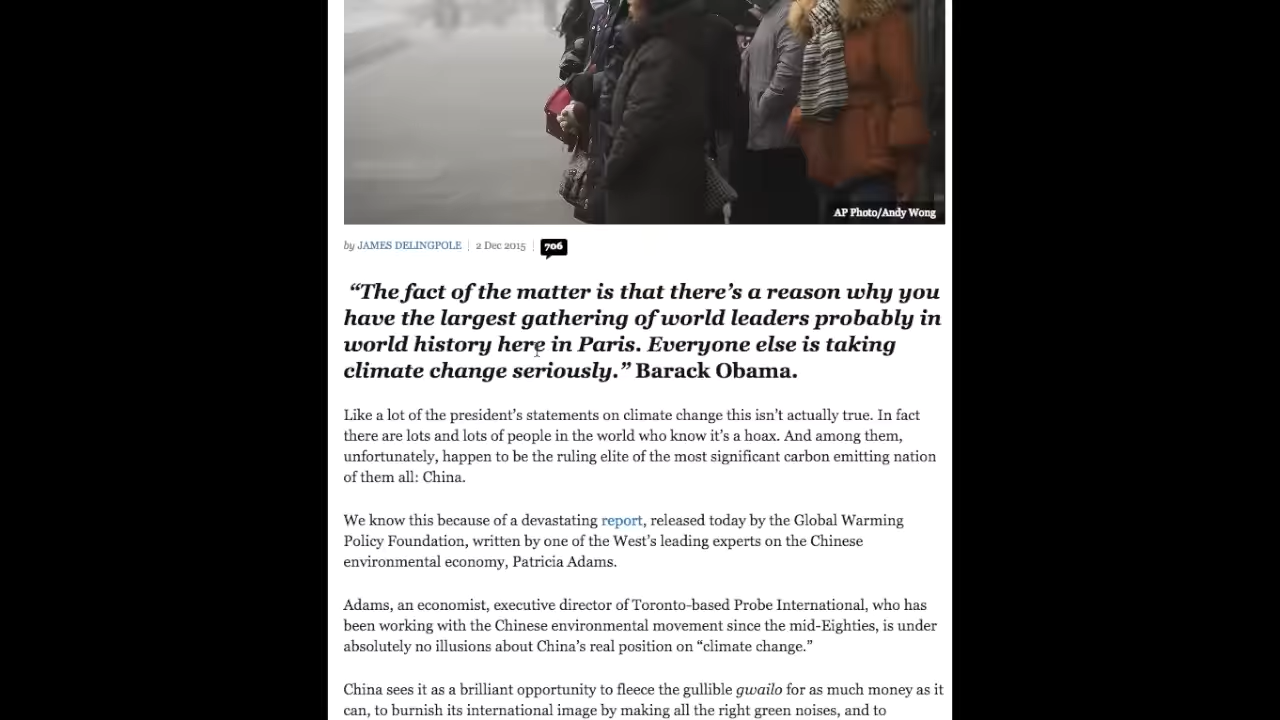 AP Photo/Andy Wong
by JAMES DELINGPOLE | 2 Dec 2015 | 706
“The fact of the matter is that there’s a reason why you
have the largest gathering of world leaders probably in
world history here in Paris. Everyone else is taking
climate change seriously.” Barack Obama.
Like a lot of the president’s statements on climate change this isn’t actually true. In fact
there are lots and lots of people in the world who know it’s a hoax. And among them,
unfortunately, happen to be the ruling elite of the most significant carbon emitting nation
of them all: China.
We know this because of a devastating report, released today by the Global Warming
Policy Foundation, written by one of the West’s leading experts on the Chinese
environmental economy, Patricia Adams.
Adams, an economist, executive director of Toronto-based Probe International, who has
been working with the Chinese environmental movement since the mid-Eighties, is under
absolutely no illusions about China’s real position on “climate change.”
China sees it as a brilliant opportunity to fleece the gullible gwailo for as much money as it
can, to burnish its international image by making all the right green noises, and to